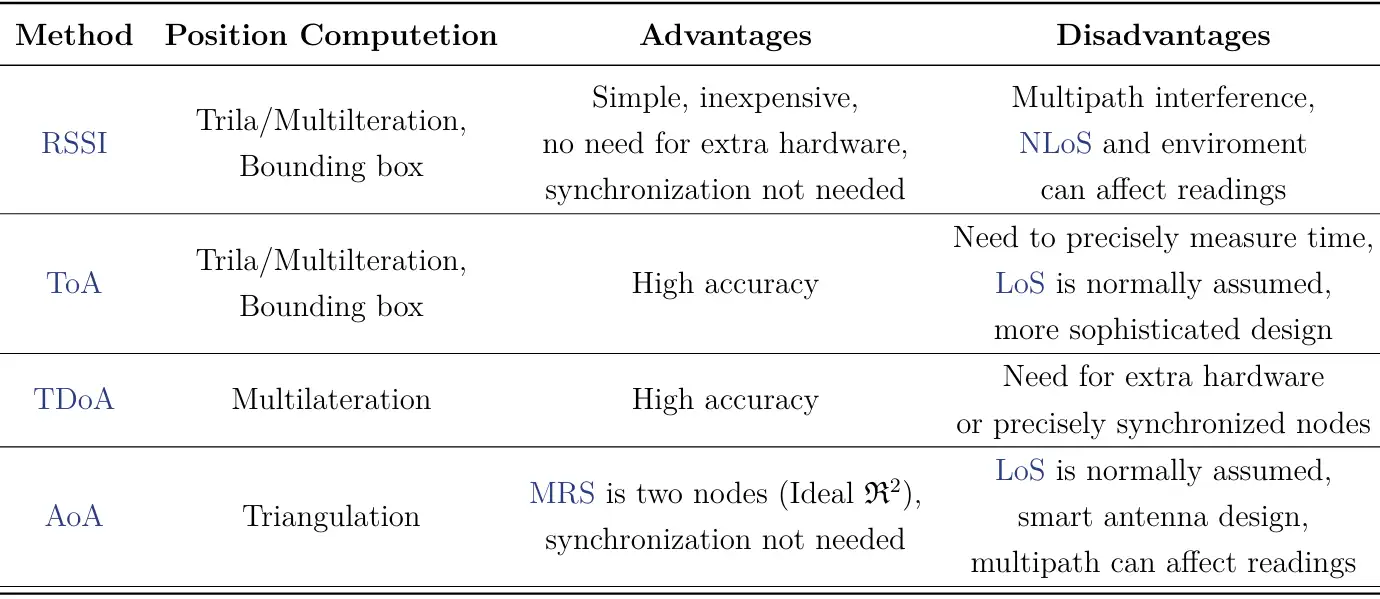 Method Position Computetion Advantages Disadvantages
RSSI
Trila/Multilteration,
Bounding box
Simple, inexpensive,
no need for extra hardware,
synchronization not needed
Multipath interference,
NLoS and enviroment
can affect readings
ToA
Trila/Multilteration,
Bounding box
High accuracy
Need to precisely measure time,
LoS is normally assumed,
more sophisticated design
TDoA
Multilateration
High accuracy
Need for extra hardware
or precisely synchronized nodes
AoA
Triangulation
MRS is two nodes (Ideal ℜ²),
synchronization not needed
LoS is normally assumed,
smart antenna design,
multipath can affect readings